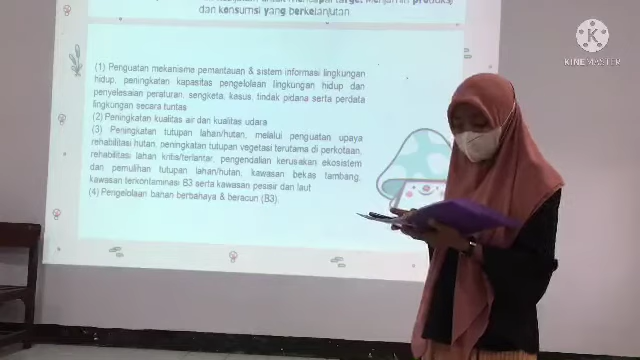 dan konsumsi yang berkelanjutan
(1) Penguatan mekanisme pemantauan & sistem informasi lingkungan
hidup, peningkatan kapasitas pengelolaan lingkungan hidup dan
penyelesaian peraturan, sengketa, kasus, tindak pidana serta perdata
lingkungan secara tuntas
(2) Peningkatan kualitas air dan kualitas udara
(3) Peningkatan tutupan lahan/hutan, melalui penguatan upaya
rehabilitasi hutan, peningkatan tutupan vegetasi terutama di perkotaan,
rehabilitasi lahan kritis/terlantar, pengendalian kerusakan ekosistem
dan pemulihan tutupan lahan/hutan, kawasan bekas tambang,
kawasan terkontaminasi B3 serta kawasan pesisir dan laut
(4) Pengelolaan bahan berbahaya & beracun (B3).
K
KINEMASTER